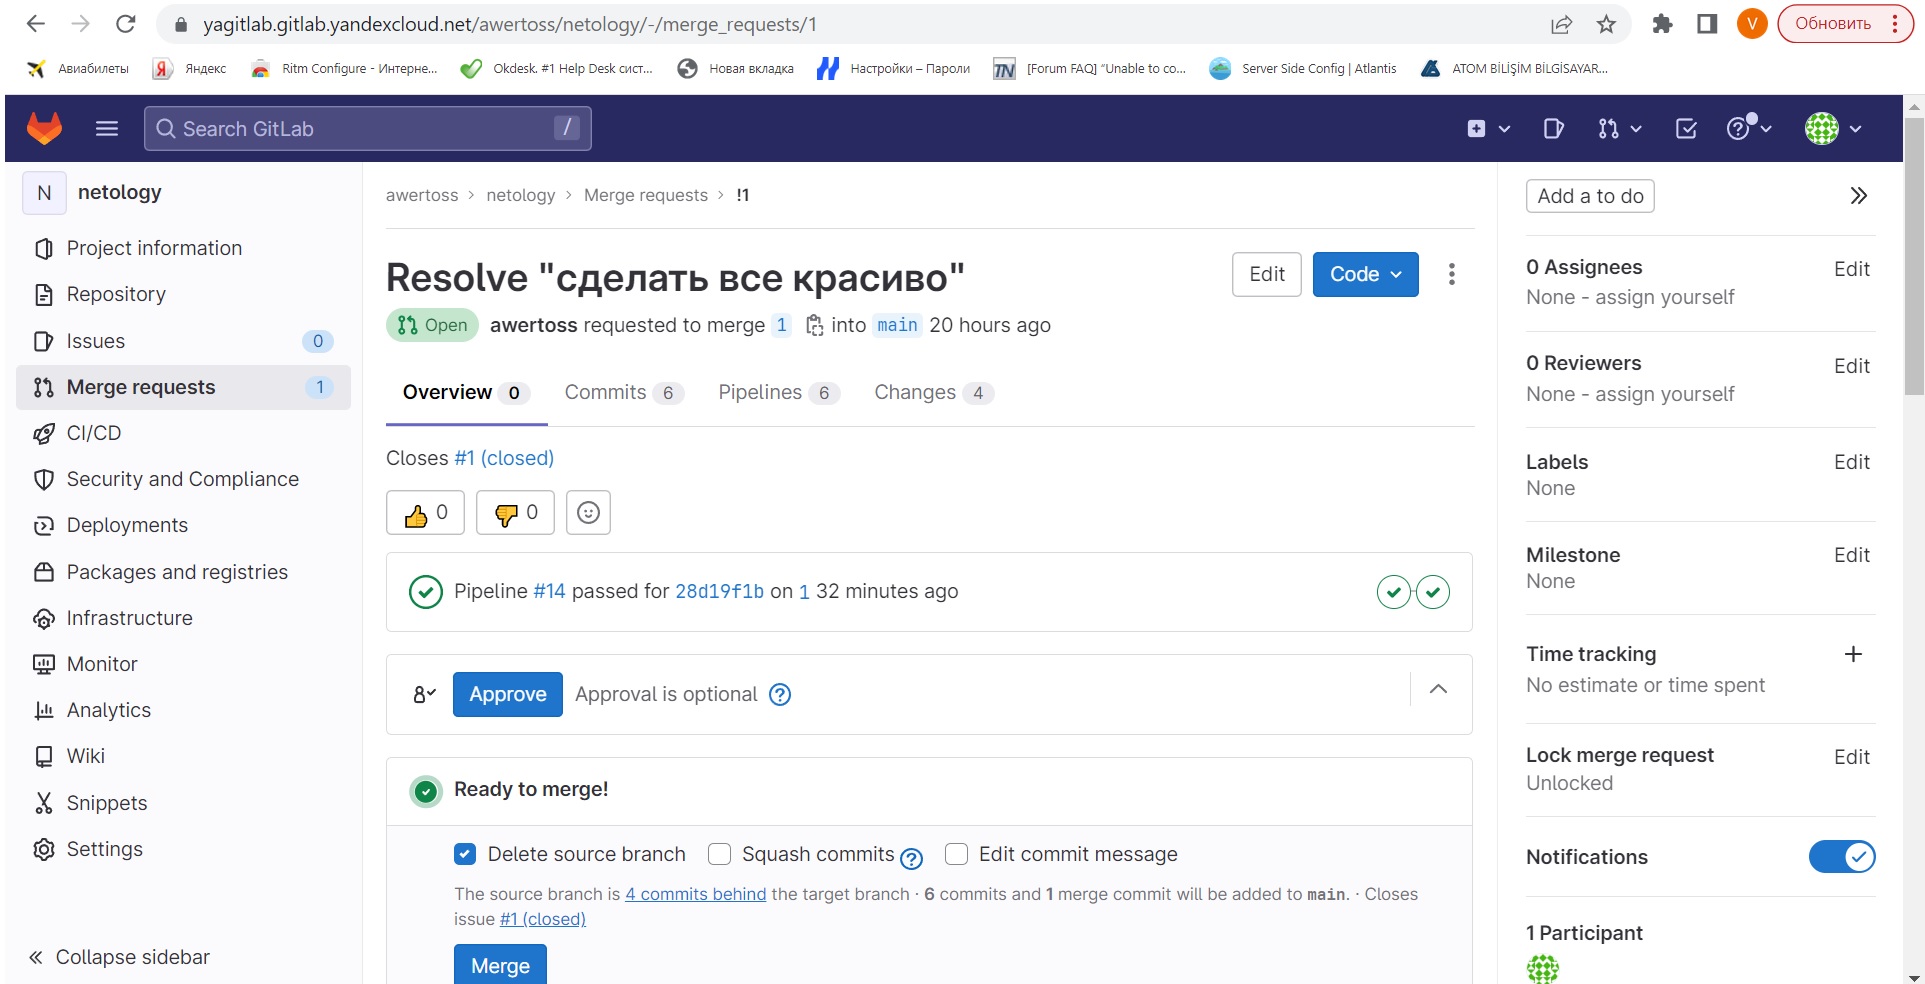 yagitlab.gitlab.yandexcloud.net/awertoss/netology/-/merge_requests/1
V
Обновить
Авиабилеты
Я
Яндекс
Ritm Configure - Интерне...
Okdesk. #1 Help Desk сист...
Новая вкладка
Настройки – Пароли
TN
[Forum FAQ] "Unable to co...
Server Side Config | Atlantis
ATOM BİLİŞİM BİLGİSAYAR...
Search GitLab
/
N
netology
Project information
Repository
Issues
0
Merge requests
1
CI/CD
Security and Compliance
Deployments
Packages and registries
Infrastructure
Monitor
Analytics
Wiki
Snippets
Settings
« Collapse sidebar
awertoss > netology > Merge requests > !1
Resolve "сделать все красиво"
Edit
Code
Open
awertoss requested to merge 1 into main 20 hours ago
Overview 0
Commits 6
Pipelines 6
Changes 4
Closes #1 (closed)
0
0
Pipeline #14 passed for 28d19f1b on 1 32 minutes ago
Approve
Approval is optional
?
Ready to merge!
Delete source branch
Squash commits
?
Edit commit message
The source branch is 4 commits behind the target branch · 6 commits and 1 merge commit will be added to main. · Closes
issue #1 (closed)
Merge
Add a to do
0 Assignees
Edit
None - assign yourself
0 Reviewers
Edit
None - assign yourself
Labels
Edit
None
Milestone
Edit
None
Time tracking
+
No estimate or time spent
Lock merge request
Edit
Unlocked
Notifications
1 Participant